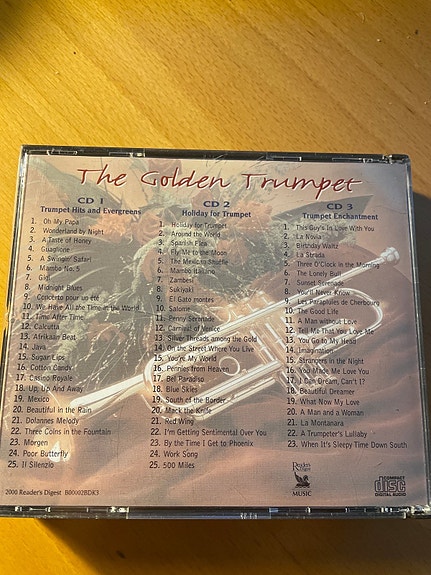 The Golden Trumpet
CD 1
Trumpet Hits and Evergreens
1. Oh My Papa
2. Wonderland by Night
3. A Taste of Honey
4. Guaglione
5. A Swingin' Safari
6. Mambo No. 5
7. Gigi
8. Midnight Blues
9. Concerto pour un été
10. We Have All the Time in the World
11. Time After Time
12. Calcutta
13. Afrikaan Beat
14. Java
15. Sugar Lips
16. Cotton Candy
17. Casino Royale
18. Up, Up And Away
19. Mexico
20. Beautiful in the Rain
21. Dolannes Melody
22. Three Coins in the Fountain
23. Morgen
24. Poor Butterfly
25. Il Silenzio
CD 2
Holiday for Trumpet
1. Holiday for Trumpet
2. Around the World
3. Spanish Flea
4. Fly Me to the Moon
5. The Mexican Shuffle
6. Mambo Italiano
7. Zambesi
8. Sukiyaki
9. El Gato montes
10. Salome
11. Penny Serenade
12. Carnival of Venice
13. Silver Threads among the Gold
14. On the Street Where You Live
15. You're My World
16. Pennies from Heaven
17. Bel Paradiso
18. Blue Skies
19. South of the Border
20. Mack the Knife
21. Red Wing
22. I'm Getting Sentimental Over You
23. By the Time I Get to Phoenix
24. Work Song
25. 500 Miles
CD 3
Trumpet Enchantment
1. This Guy's In Love With You
2. La Novia
3. Birthday Waltz
4. La Strada
5. Three O'Clock in the Morning
6. The Lonely Bull
7. Sunset Serenade
8. You'll Never Know
9. Les Parapluies de Cherbourg
10. The Good Life
11. A Man without Love
12. Tell Me That You Love Me
13. You Go to My Head
14. Imagination
15. Strangers in the Night
16. You Made Me Love You
17. I Can Dream, Can't I?
18. Beautiful Dreamer
19. What Now My Love
20. A Man and a Woman
21. La Montanara
22. A Trumpeter's Lullaby
23. When It's Sleepy Time Down South
2000 Reader's Digest B00002BDK3
Reader's
Digest
MUSIC
COMPACT
disc
DIGITAL AUDIO